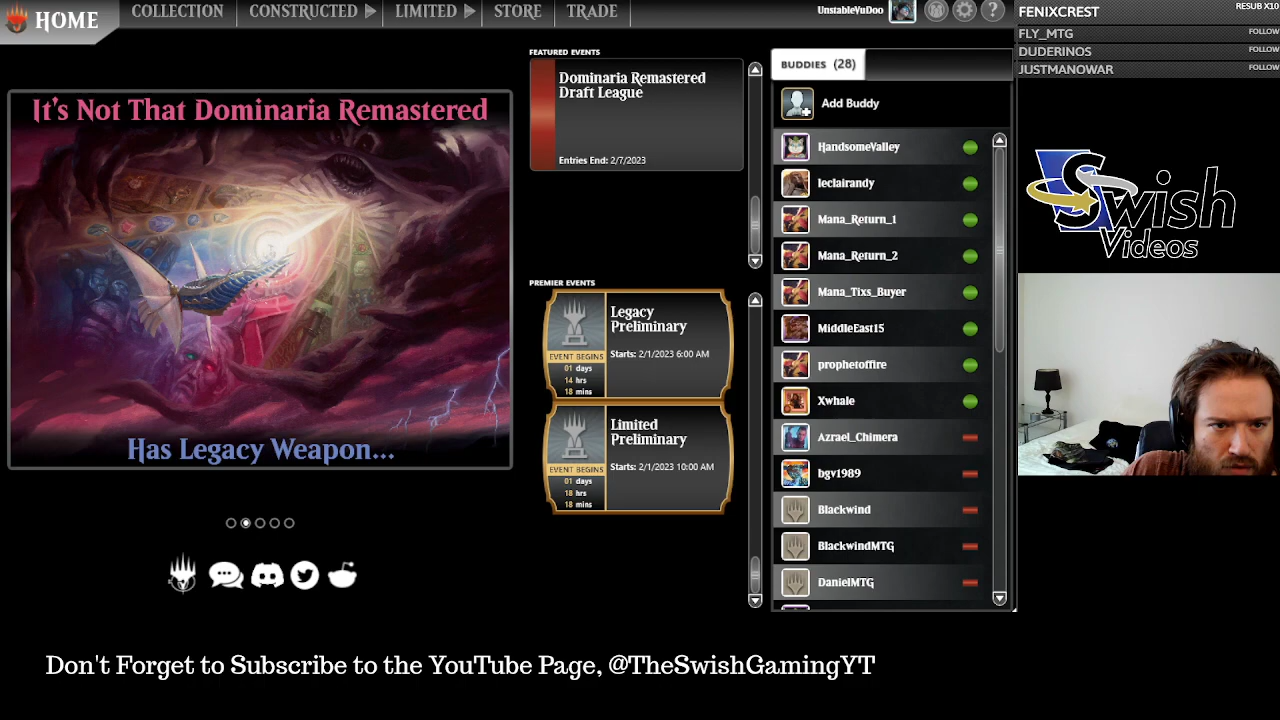 HOME
COLLECTION
CONSTRUCTED
LIMITED
STORE
TRADE
UnstableVuDoo
?
FENIXCREST
RESUB X10
FLY_MTG
FOLLOW
DUDERINOS
FOLLOW
JUSTMANOWAR
FOLLOW
It's Not That Dominaria Remastered
Has Legacy Weapon...
FEATURED EVENTS
Dominaria Remastered
Draft League
Entries End: 2/7/2023
PREMIER EVENTS
Legacy
Preliminary
Starts: 2/1/2023 6:00 AM
EVENT BEGINS
01 days
14 hrs
18 mins
Limited
Preliminary
Starts: 2/1/2023 10:00 AM
EVENT BEGINS
01 days
18 hrs
18 mins
BUDDIES (28)
Add Buddy
HandsomeValley
leclairandy
Mana_Return_1
Mana_Return_2
Mana_Tixs_Buyer
MiddleEast15
prophetoffire
Xwhale
Azrael_Chimera
bgv1989
Blackwind
BlackwindMTG
DanielMTG
Swish
Videos
Don't Forget to Subscribe to the YouTube Page, @TheSwishGamingYT